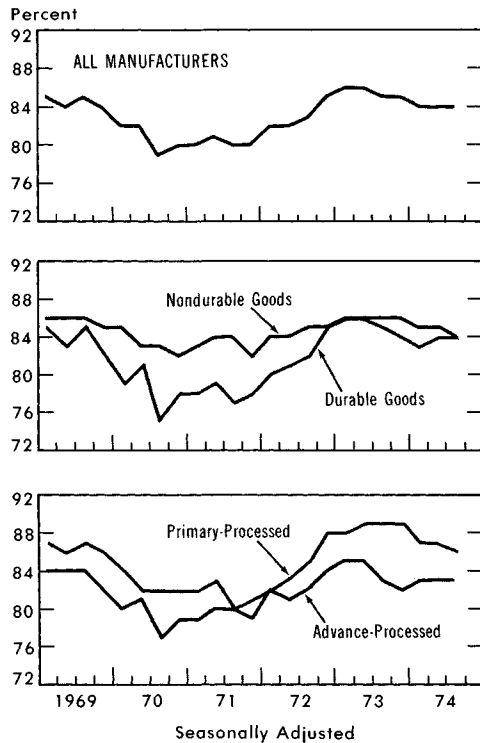 Percent
92
88
ALL MANUFACTURERS
84
80
76
72
92
88
Nondurable Goods
84
80
Durable Goods
76
72
92
88
Primary-Processed
84
80
Advance-Processed
76
72
1969 70 71 72 73 74
Seasonally Adjusted